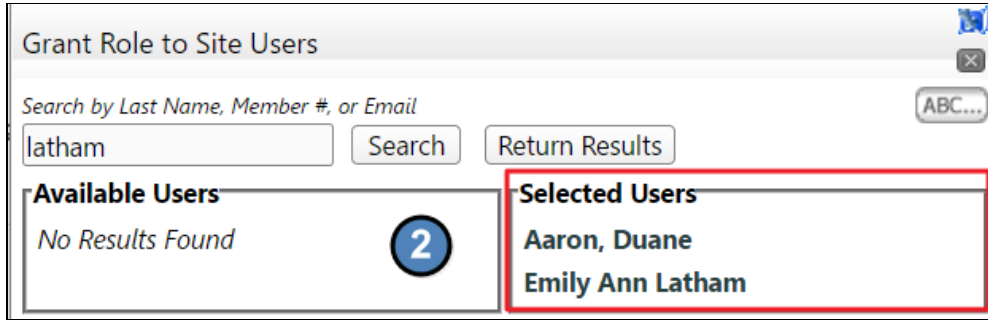 Grant Role to Site Users
Search by Last Name, Member #, or Email
ABC...
latham
Search
Return Results
Available Users
No Results Found
2
Selected Users
Aaron, Duane
Emily Ann Latham